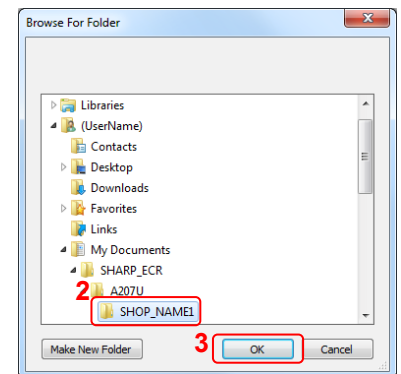 Browse For Folder
Libraries
(UserName)
Contacts
Desktop
Downloads
Favorites
Links
My Documents
SHARP_ECR
2 A207U
SHOP_NAME1
Make New Folder 3 OK Cancel